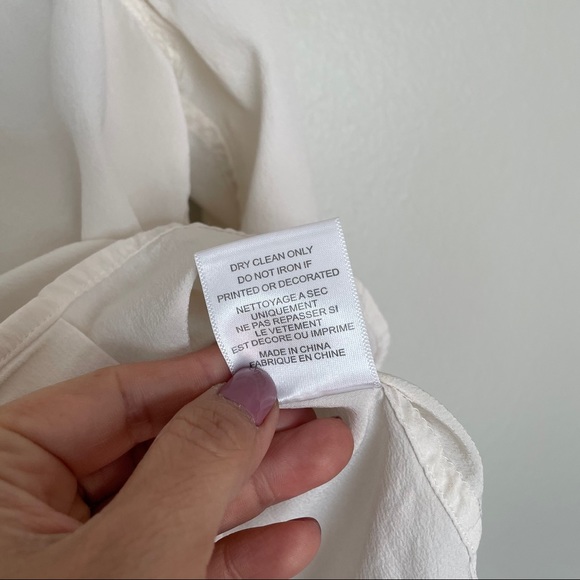 DRY CLEAN ONLY
DO NOT IRON IF
PRINTED OR DECORATED
NETTOYAGE A SEC
UNIQUEMENT
NE PAS REPASSER SI
LE VETEMENT
EST DECORE OU IMPRIME
MADE IN CHINA
FABRIQUE EN CHINE